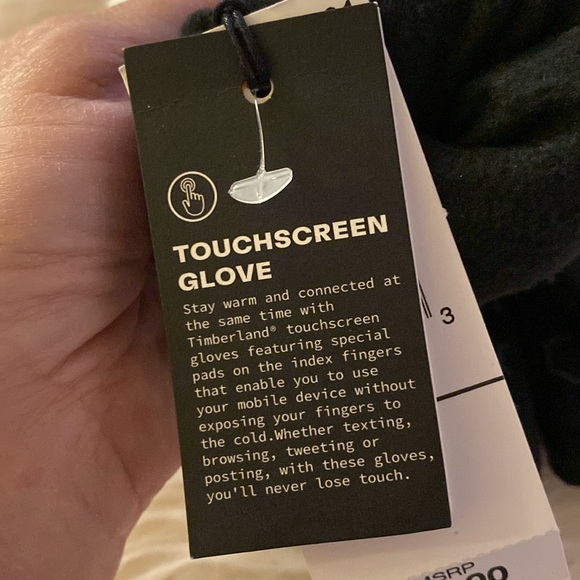 TOUCHSCREEN
GLOVE
Stay warm and connected at
the same time with
Timberland® touchscreen
gloves featuring special
pads on the index fingers
that enable you to use
your mobile device without
exposing your fingers to
the cold.Whether texting,
browsing, tweeting or
posting, with these gloves,
you'll never lose touch.
3
MSRP